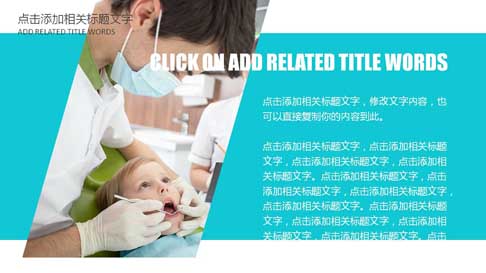 点击添加相关标题文字
ADD RELATED TITLE WORDS
CLICK ON ADD RELATED TITLE WORDS
点击添加相关标题文字，修改文字内容，也
可以直接复制你的内容到此。
点击添加相关标题文字，点击添加相关标题
文字，点击添加相关标题文字，点击添加相
关标题文字。点击添加相关标题文字，点击
添加相关标题文字，点击添加相关标题文字，
点击添加相关标题文字。点击添加相关标题
文字，点击添加相关标题文字，点击添加相
关标题文字，点击添加相关标题文字。点击